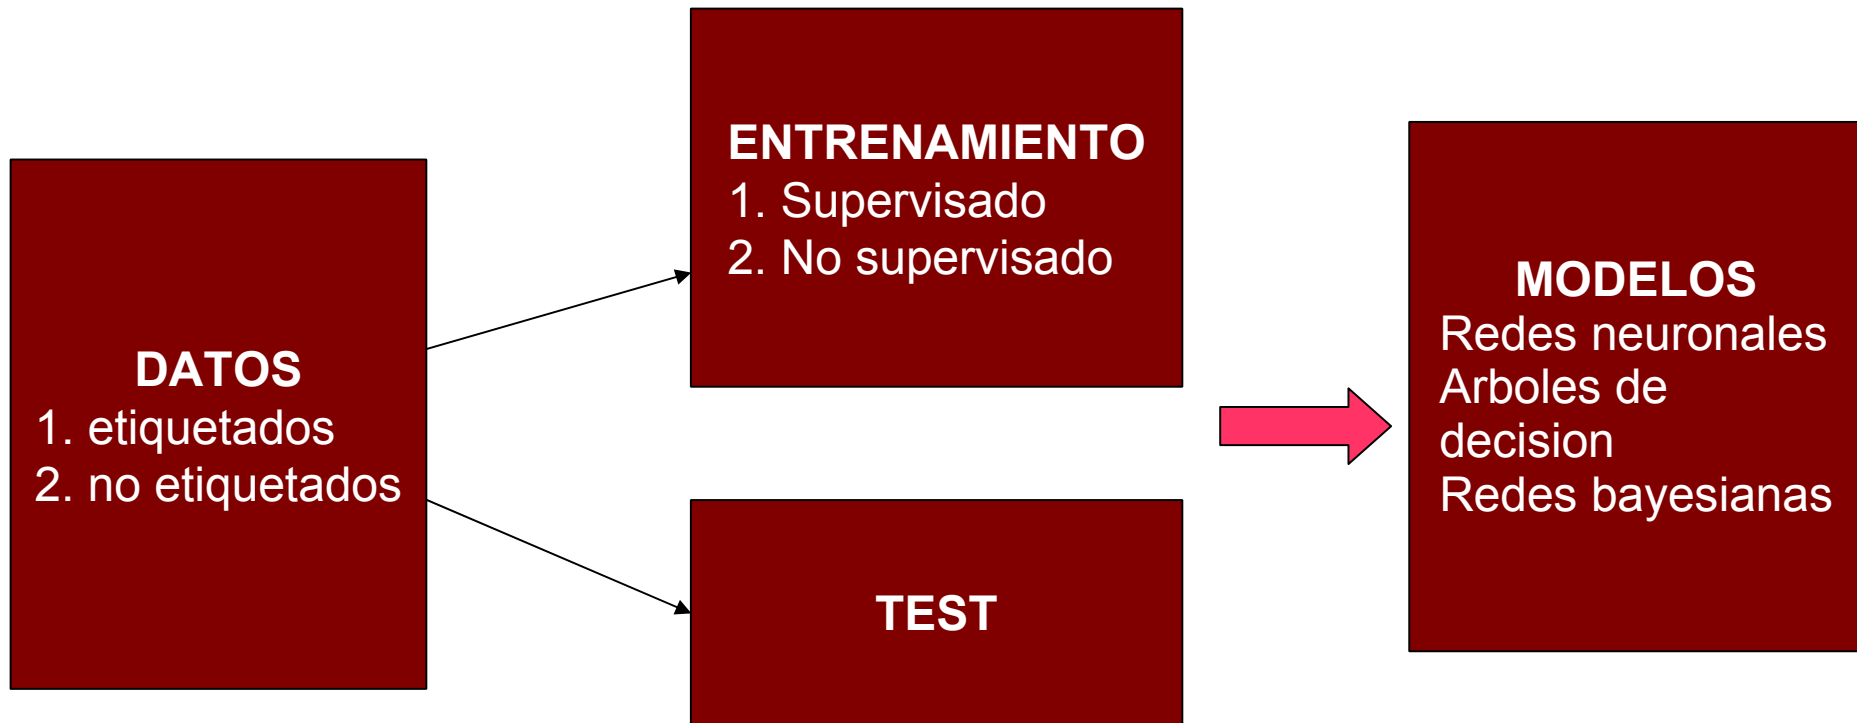 DATOS
1. etiquetados
2. no etiquetados
ENTRENAMIENTO
1. Supervisado
2. No supervisado
TEST
MODELOS
Redes neuronales
Arboles de
decision
Redes bayesianas